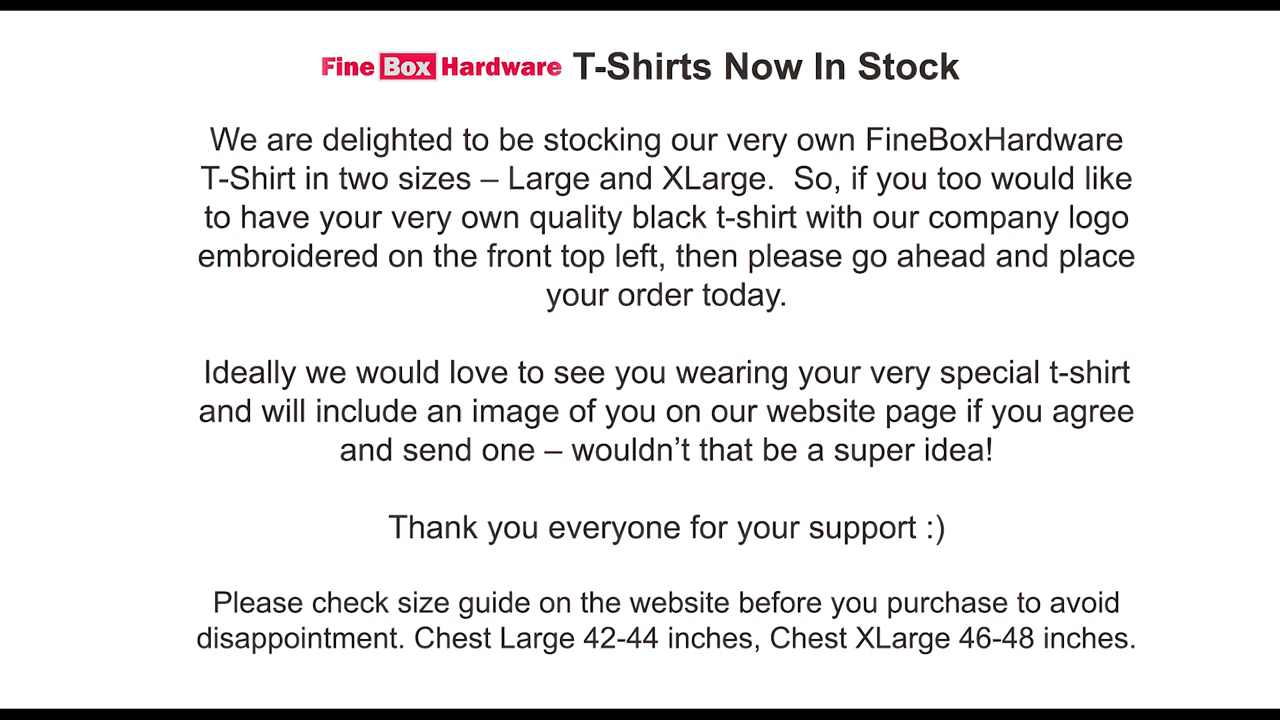 Fine Box Hardware T-Shirts Now In Stock
We are delighted to be stocking our very own FineBoxHardware
T-Shirt in two sizes – Large and XLarge.  So, if you too would like
to have your very own quality black t-shirt with our company logo
embroidered on the front top left, then please go ahead and place
your order today.
Ideally we would love to see you wearing your very special t-shirt
and will include an image of you on our website page if you agree
and send one – wouldn’t that be a super idea!
Thank you everyone for your support :)
Please check size guide on the website before you purchase to avoid
disappointment. Chest Large 42-44 inches, Chest XLarge 46-48 inches.